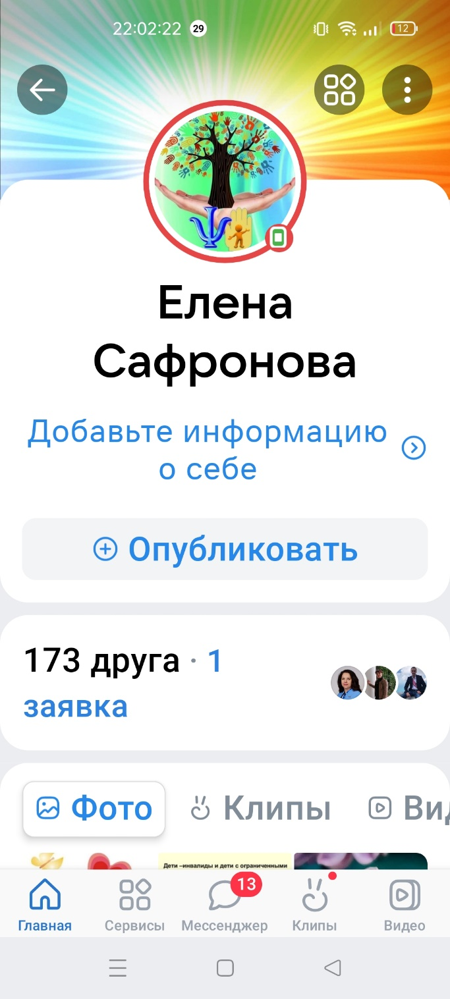 22:02:22 29 12
Елена
Сафронова
Добавьте информацию
о себе
Опубликовать
173 друга · 1
заявка
Фото Клипы Ви
Дети –инвалиды и дети с ограниченными
13
Главная Сервисы Мессенджер Клипы Видео